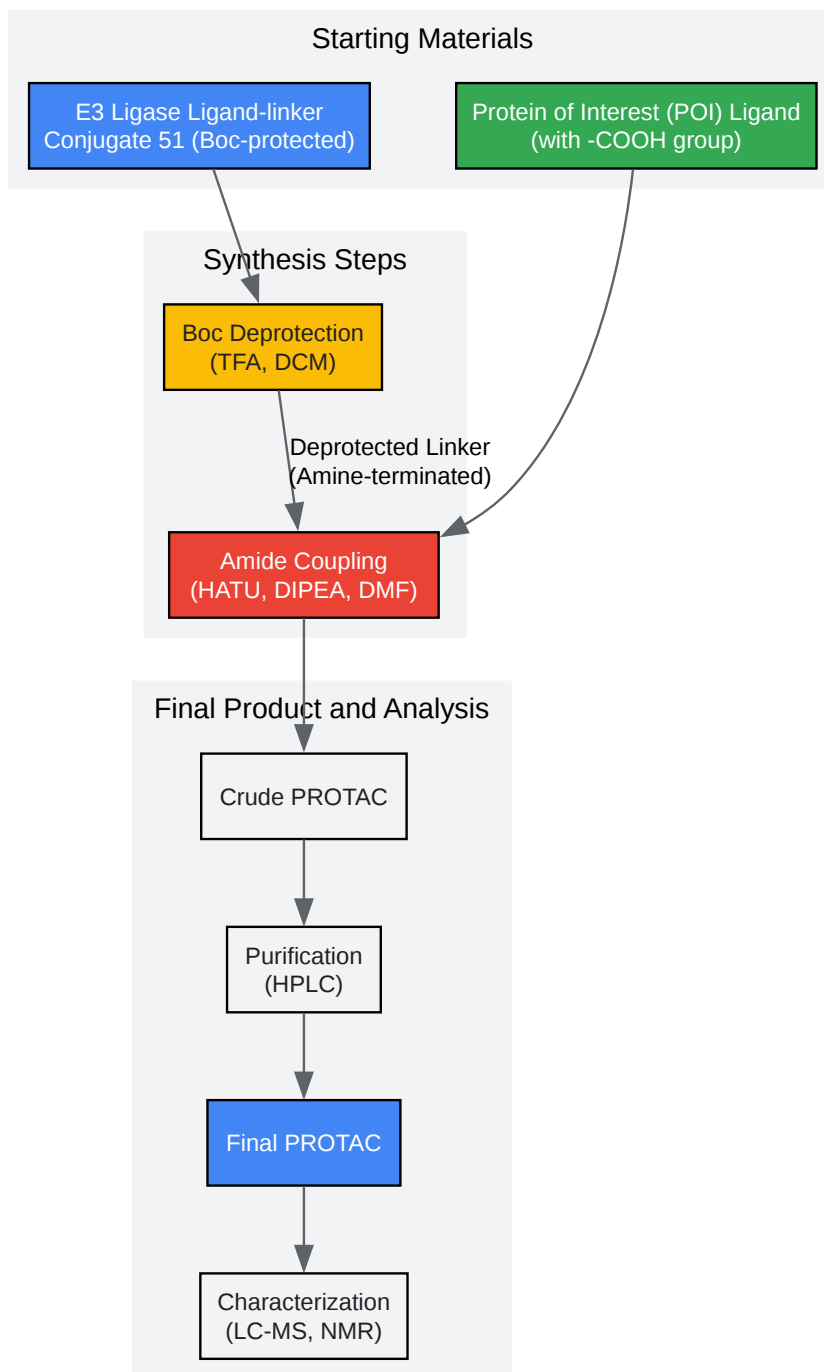 Starting Materials
E3 Ligase Ligand-linker
Conjugate 51 (Boc-protected)
Protein of Interest (POI) Ligand
(with -COOH group)
Synthesis Steps
Boc Deprotection
(TFA, DCM)
Deprotected Linker
(Amine-terminated)
Amide Coupling
(HATU, DIPEA, DMF)
Final Product and Analysis
Crude PROTAC
Purification
(HPLC)
Final PROTAC
Characterization
(LC-MS, NMR)